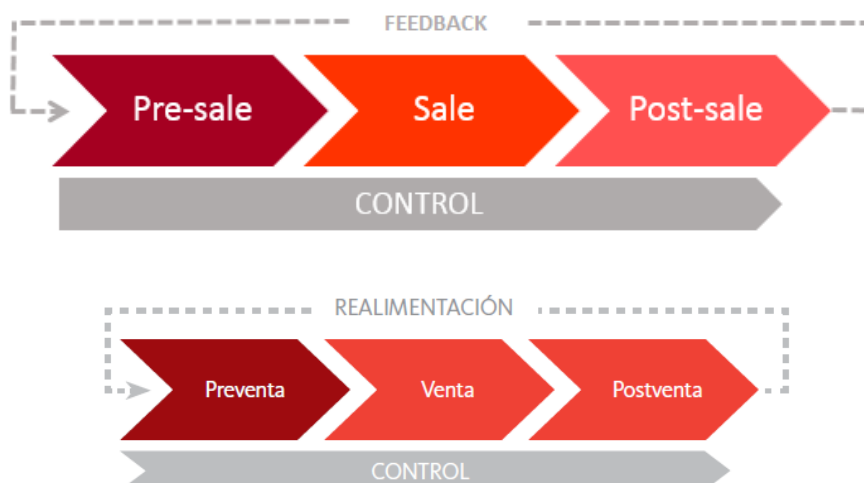 FEEDBACK
Pre-sale Sale Post-sale
CONTROL
REALIMENTACIÓN
Preventa Venta Postventa
CONTROL